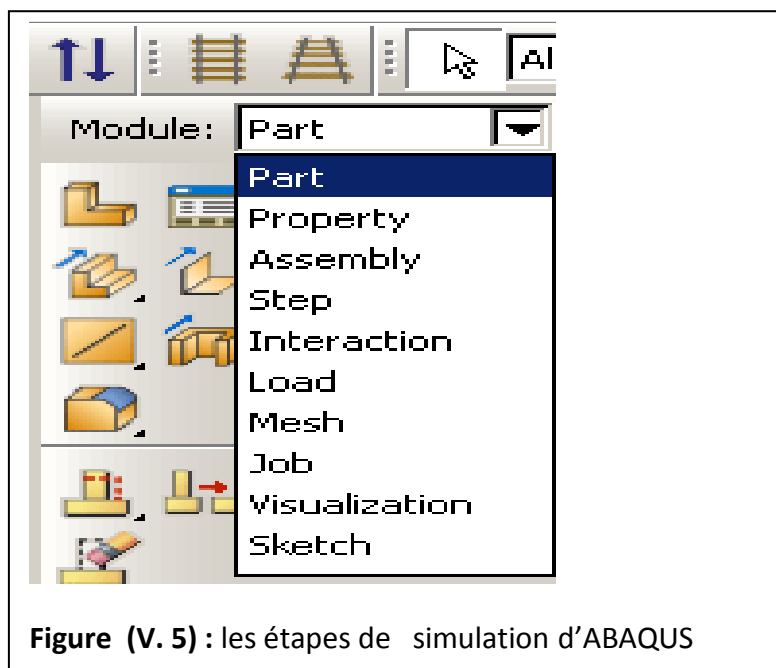 Al
Module: Part
Part
Property
Assembly
Step
Interaction
Load
Mesh
Job
Visualization
Sketch
Figure (V. 5) : les étapes de simulation d’ABAQUS